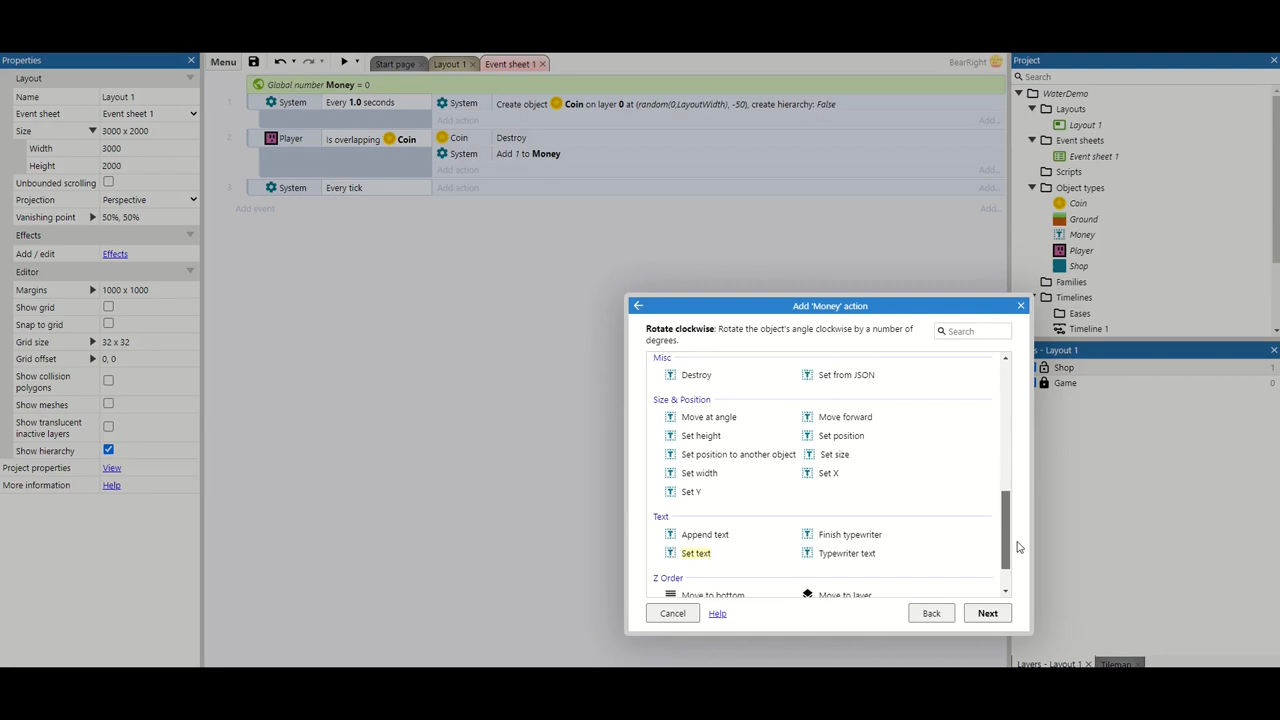 Properties
Layout
Name Layout 1
Event sheet Event sheet 1
Size 3000 x 2000
Width 3000
Height 2000
Unbounded scrolling
Projection Perspective
Vanishing point 50%, 50%
Effects
Add / edit Effects
Editor
Margins 1000 x 1000
Show grid
Snap to grid
Grid size 32 x 32
Grid offset 0, 0
Show collision
polygons
Show meshes
Show translucent
inactive layers
Show hierarchy
Project properties View
More information Help
Menu Start page Layout 1 Event sheet 1 BearRight
Global number Money = 0
1 System Every 1.0 seconds System Create object Coin on layer 0 at (random(0,LayoutWidth), -50), create hierarchy: False
Add action Add...
2 Player Is overlapping Coin Coin Destroy
System Add 1 to Money
Add action Add...
3 System Every tick Add action Add...
Add event Add...
Add 'Money' action
Rotate clockwise: Rotate the object's angle clockwise by a number of
degrees.
Search
Misc
Destroy Set from JSON
Size & Position
Move at angle Move forward
Set height Set position
Set position to another object Set size
Set width Set X
Set Y
Text
Append text Finish typewriter
Set text Typewriter text
Z Order
Move to bottom Move to layer
Cancel Help Back Next
Project
Search
WaterDemo
Layouts
Layout 1
Event sheets
Event sheet 1
Scripts
Object types
Coin
Ground
Money
Player
Shop
Families
Timelines
Eases
Timeline 1
- Layout 1
Shop 1
Game 0
Layers - Layout 1 Tilemap